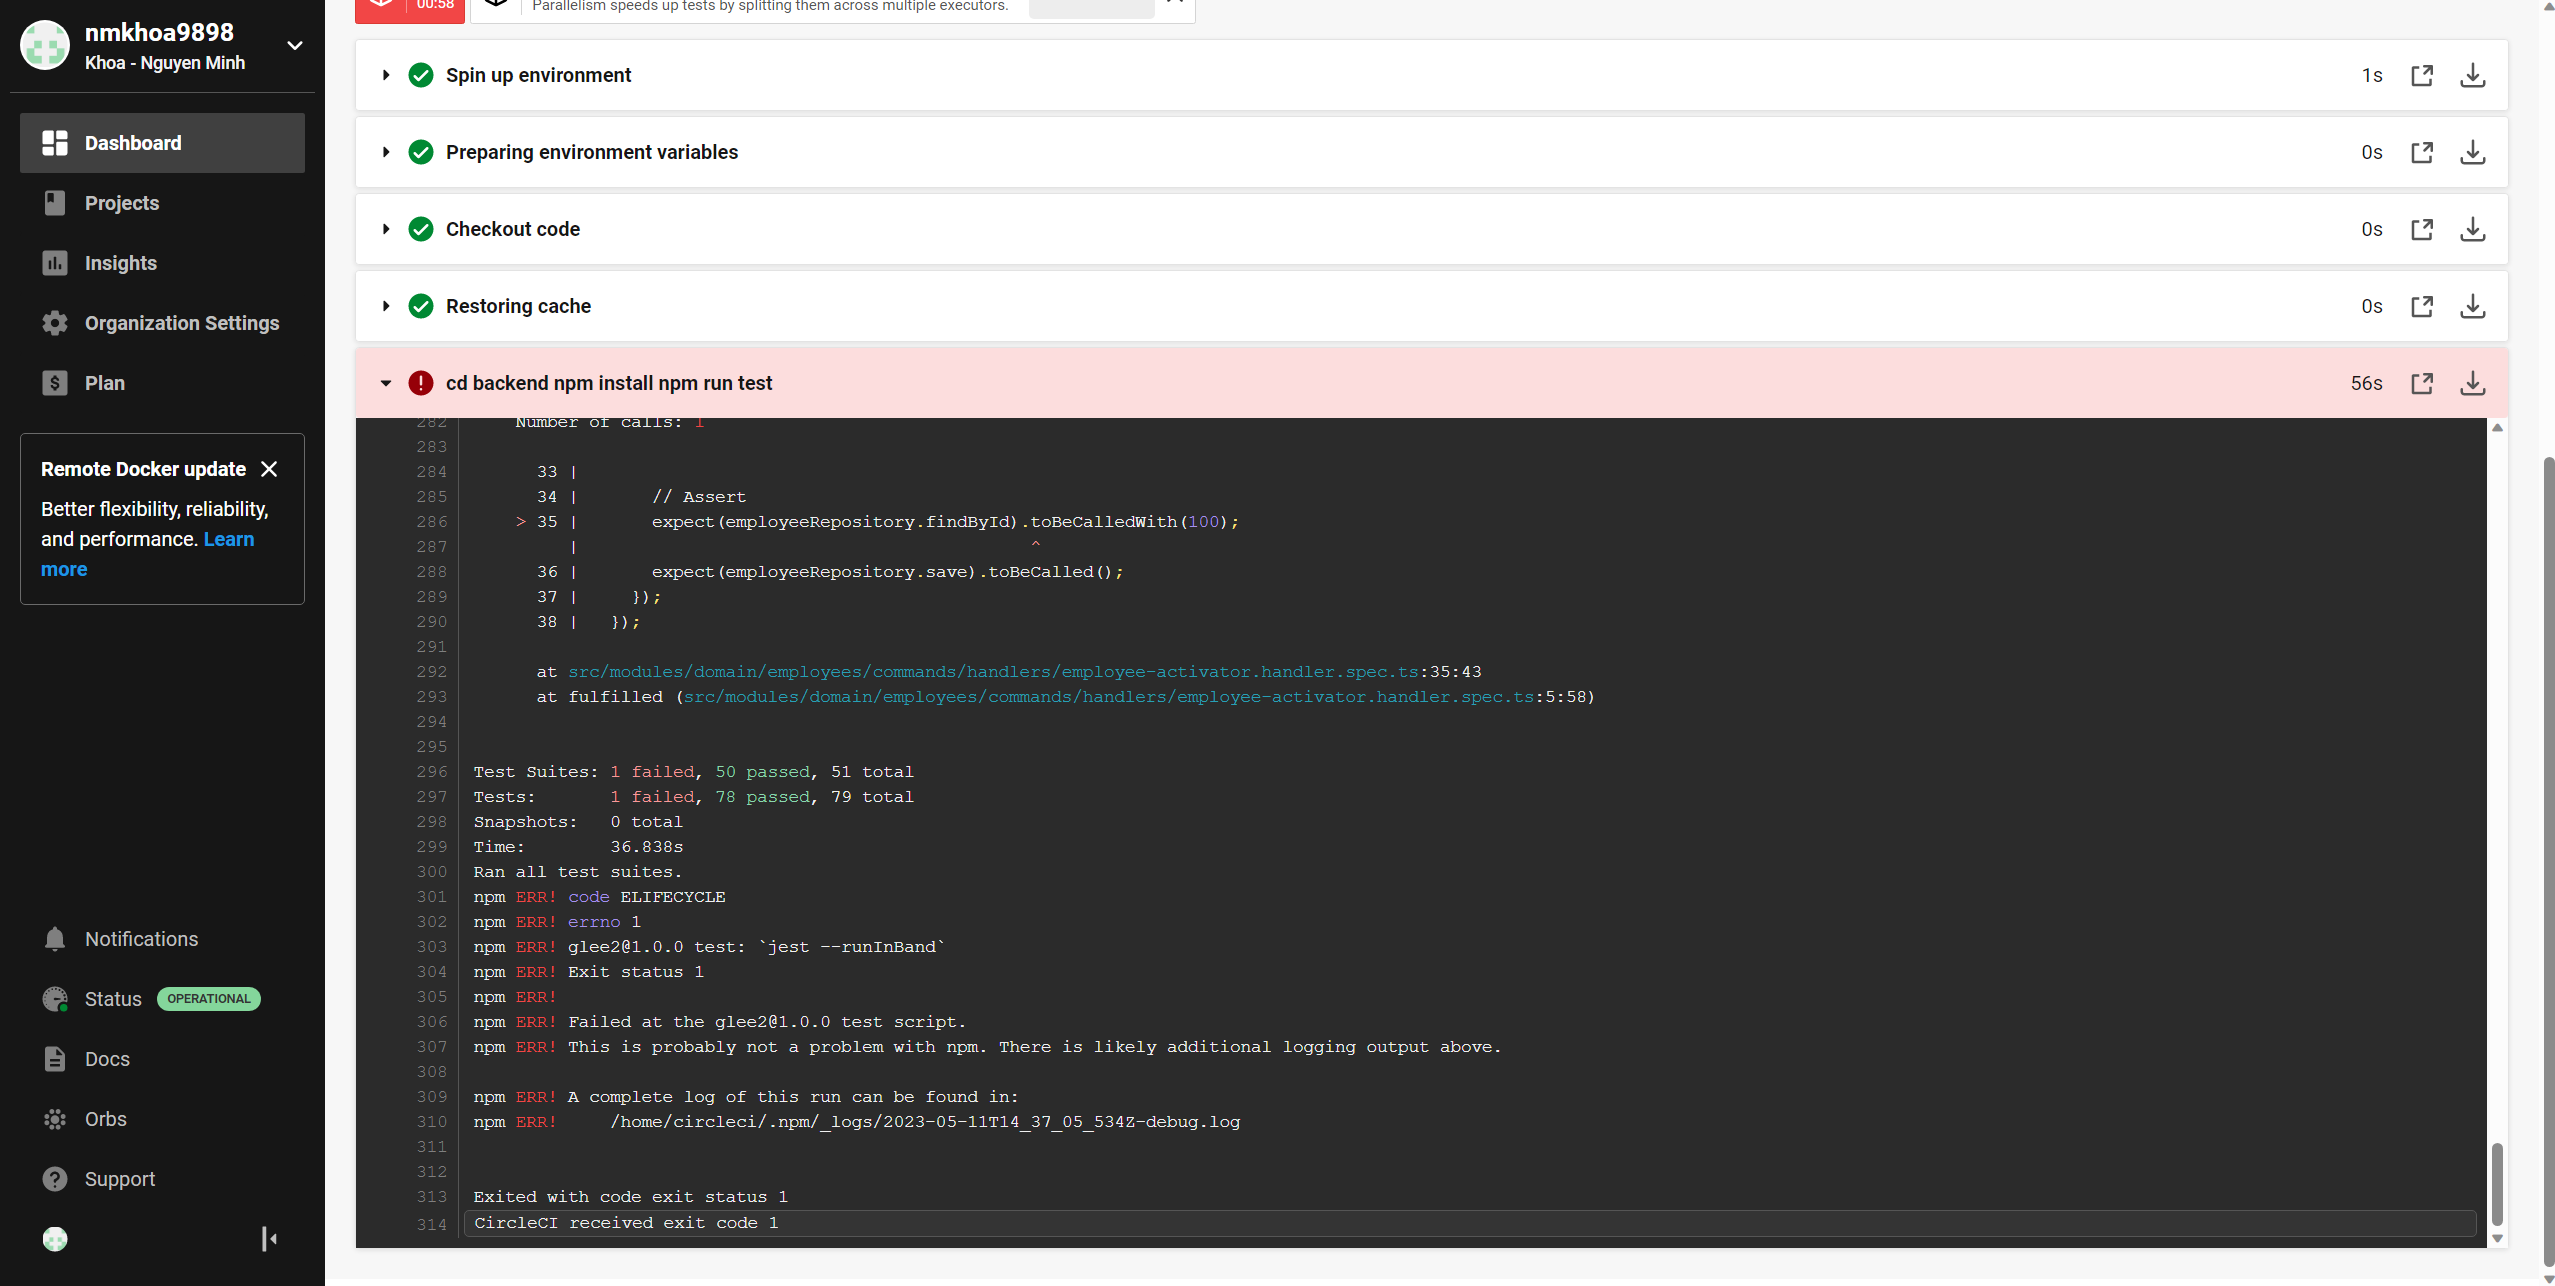 nmkhoa9898
Khoa - Nguyen Minh
Dashboard
Projects
Insights
Organization Settings
Plan
Remote Docker update
Better flexibility, reliability,
and performance. Learn
more
Notifications
Status OPERATIONAL
Docs
Orbs
Support
00:58
Parallelism speeds up tests by splitting them across multiple executors.
Spin up environment 1s
Preparing environment variables 0s
Checkout code 0s
Restoring cache 0s
cd backend npm install npm run test 56s
282 Number of calls: 1
283
284 33 |
285 34 | // Assert
286 > 35 | expect(employeeRepository.findById).toBeCalledWith(100);
287 | ^
288 36 | expect(employeeRepository.save).toBeCalled();
289 37 | });
290 38 | });
291
292 at src/modules/domain/employees/commands/handlers/employee-activator.handler.spec.ts:35:43
293 at fulfilled (src/modules/domain/employees/commands/handlers/employee-activator.handler.spec.ts:5:58)
294
295
296 Test Suites: 1 failed, 50 passed, 51 total
297 Tests: 1 failed, 78 passed, 79 total
298 Snapshots: 0 total
299 Time: 36.838s
300 Ran all test suites.
301 npm ERR! code ELIFECYCLE
302 npm ERR! errno 1
303 npm ERR! glee2@1.0.0 test: `jest --runInBand`
304 npm ERR! Exit status 1
305 npm ERR!
306 npm ERR! Failed at the glee2@1.0.0 test script.
307 npm ERR! This is probably not a problem with npm. There is likely additional logging output above.
308
309 npm ERR! A complete log of this run can be found in:
310 npm ERR! /home/circleci/.npm/_logs/2023-05-11T14_37_05_534Z-debug.log
311
312
313 Exited with code exit status 1
314 CircleCI received exit code 1